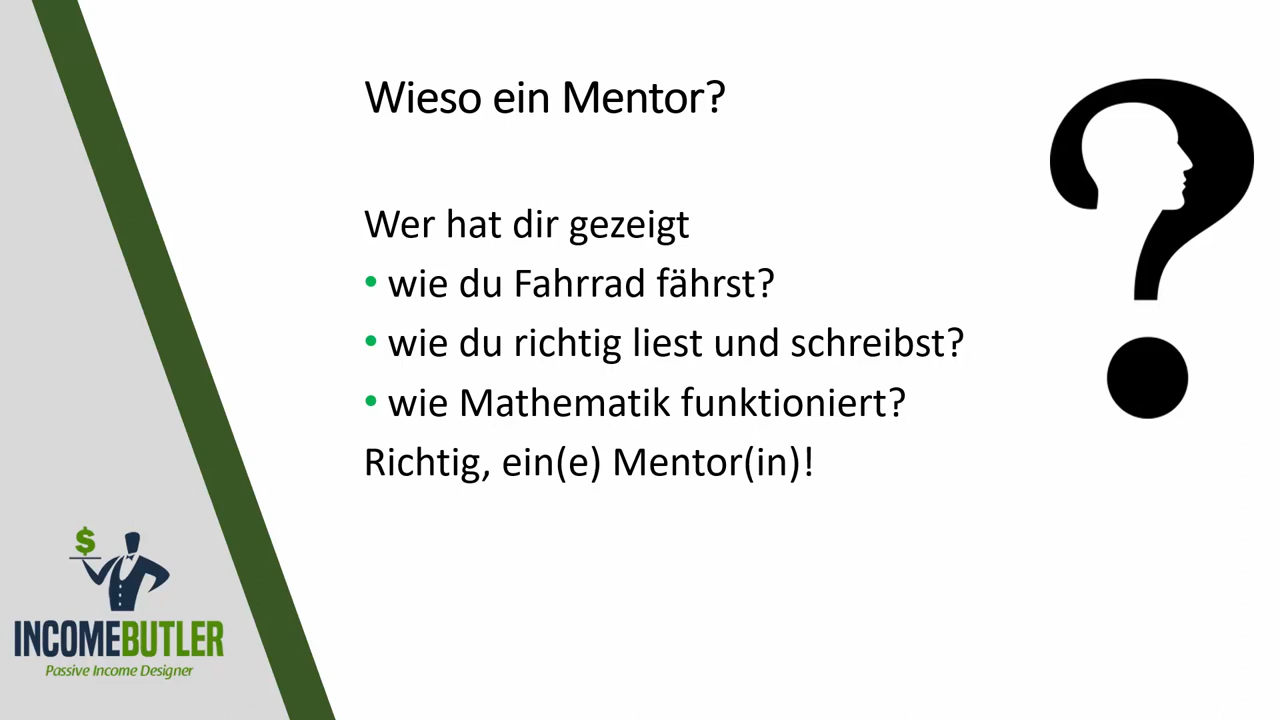 Wieso ein Mentor?
Wer hat dir gezeigt
• wie du Fahrrad fährst?
• wie du richtig liest und schreibst?
• wie Mathematik funktioniert?
Richtig, ein(e) Mentor(in)!
$
INCOMEBUTLER
Passive Income Designer